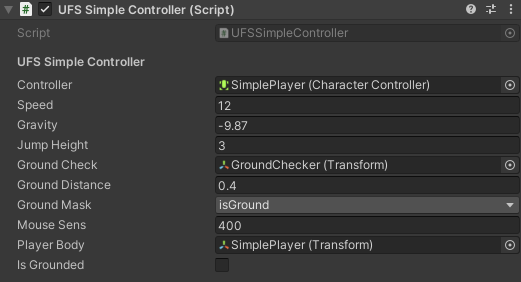 UFS Simple Controller (Script)
Script UFSSimpleController
UFS Simple Controller
Controller SimplePlayer (Character Controller)
Speed 12
Gravity -9.87
Jump Height 3
Ground Check GroundChecker (Transform)
Ground Distance 0.4
Ground Mask isGround
Mouse Sens 400
Player Body SimplePlayer (Transform)
Is Grounded